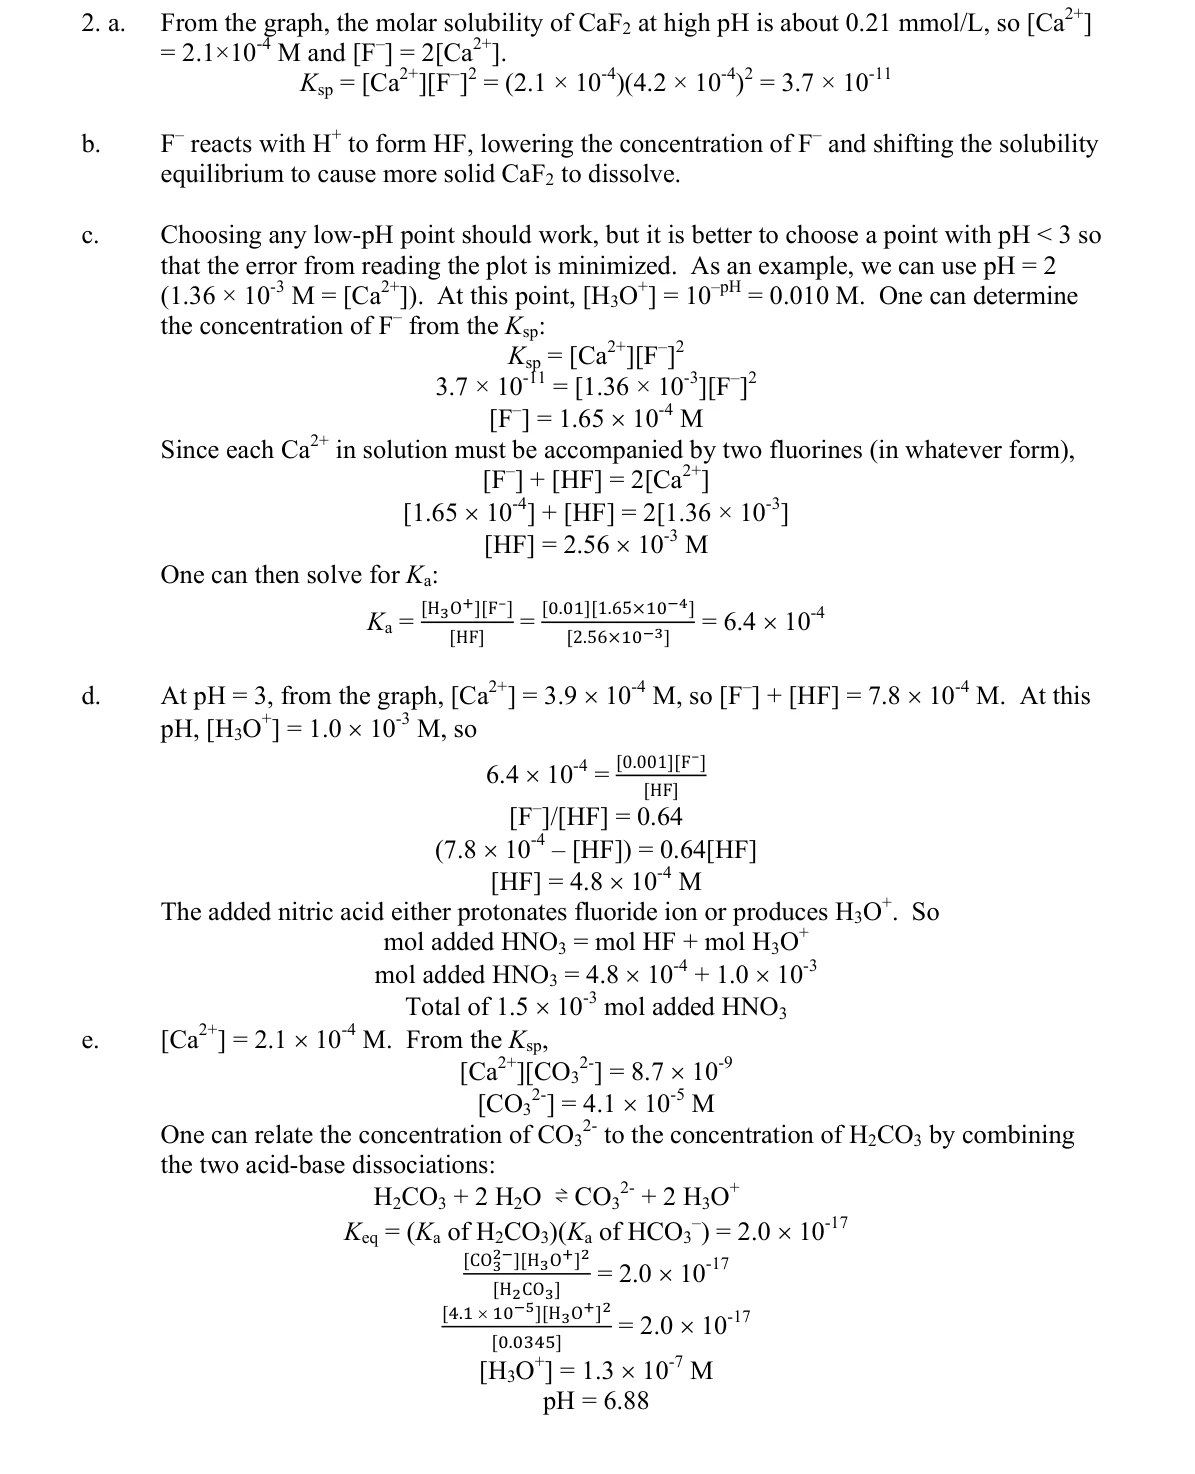 2. a. From the graph, the molar solubility of CaF₂ at high pH is about 0.21 mmol/L, so [Ca²⁺]
= 2.1×10⁻⁴ M and [F⁻] = 2[Ca²⁺].
Ksp = [Ca²⁺][F⁻]² = (2.1 × 10⁻⁴)(4.2 × 10⁻⁴)² = 3.7 × 10⁻¹¹
b. F⁻ reacts with H⁺ to form HF, lowering the concentration of F⁻ and shifting the solubility
equilibrium to cause more solid CaF₂ to dissolve.
c. Choosing any low-pH point should work, but it is better to choose a point with pH < 3 so
that the error from reading the plot is minimized. As an example, we can use pH = 2
(1.36 × 10⁻³ M = [Ca²⁺]). At this point, [H₃O⁺] = 10⁻ᵖᴴ = 0.010 M. One can determine
the concentration of F⁻ from the Ksp:
Ksp = [Ca²⁺][F⁻]²
3.7 × 10⁻¹¹ = [1.36 × 10⁻³][F⁻]²
[F⁻] = 1.65 × 10⁻⁴ M
Since each Ca²⁺ in solution must be accompanied by two fluorines (in whatever form),
[F⁻] + [HF] = 2[Ca²⁺]
[1.65 × 10⁻⁴] + [HF] = 2[1.36 × 10⁻³]
[HF] = 2.56 × 10⁻³ M
One can then solve for Ka:
Ka = [H₃O⁺][F⁻]/[HF] = [0.01][1.65×10⁻⁴]/[2.56×10⁻³] = 6.4 × 10⁻⁴
d. At pH = 3, from the graph, [Ca²⁺] = 3.9 × 10⁻⁴ M, so [F⁻] + [HF] = 7.8 × 10⁻⁴ M. At this
pH, [H₃O⁺] = 1.0 × 10⁻³ M, so
6.4 × 10⁻⁴ = [0.001][F⁻]/[HF]
[F⁻]/[HF] = 0.64
(7.8 × 10⁻⁴ – [HF]) = 0.64[HF]
[HF] = 4.8 × 10⁻⁴ M
The added nitric acid either protonates fluoride ion or produces H₃O⁺. So
mol added HNO₃ = mol HF + mol H₃O⁺
mol added HNO₃ = 4.8 × 10⁻⁴ + 1.0 × 10⁻³
Total of 1.5 × 10⁻³ mol added HNO₃
e. [Ca²⁺] = 2.1 × 10⁻⁴ M. From the Ksp,
[Ca²⁺][CO₃²⁻] = 8.7 × 10⁻⁹
[CO₃²⁻] = 4.1 × 10⁻⁵ M
One can relate the concentration of CO₃²⁻ to the concentration of H₂CO₃ by combining
the two acid-base dissociations:
H₂CO₃ + 2 H₂O ⇌ CO₃²⁻ + 2 H₃O⁺
Keq = (Ka of H₂CO₃)(Ka of HCO₃⁻) = 2.0 × 10⁻¹⁷
[CO₃²⁻][H₃O⁺]²/[H₂CO₃] = 2.0 × 10⁻¹⁷
[4.1 × 10⁻⁵][H₃O⁺]²/[0.0345] = 2.0 × 10⁻¹⁷
[H₃O⁺] = 1.3 × 10⁻⁷ M
pH = 6.88